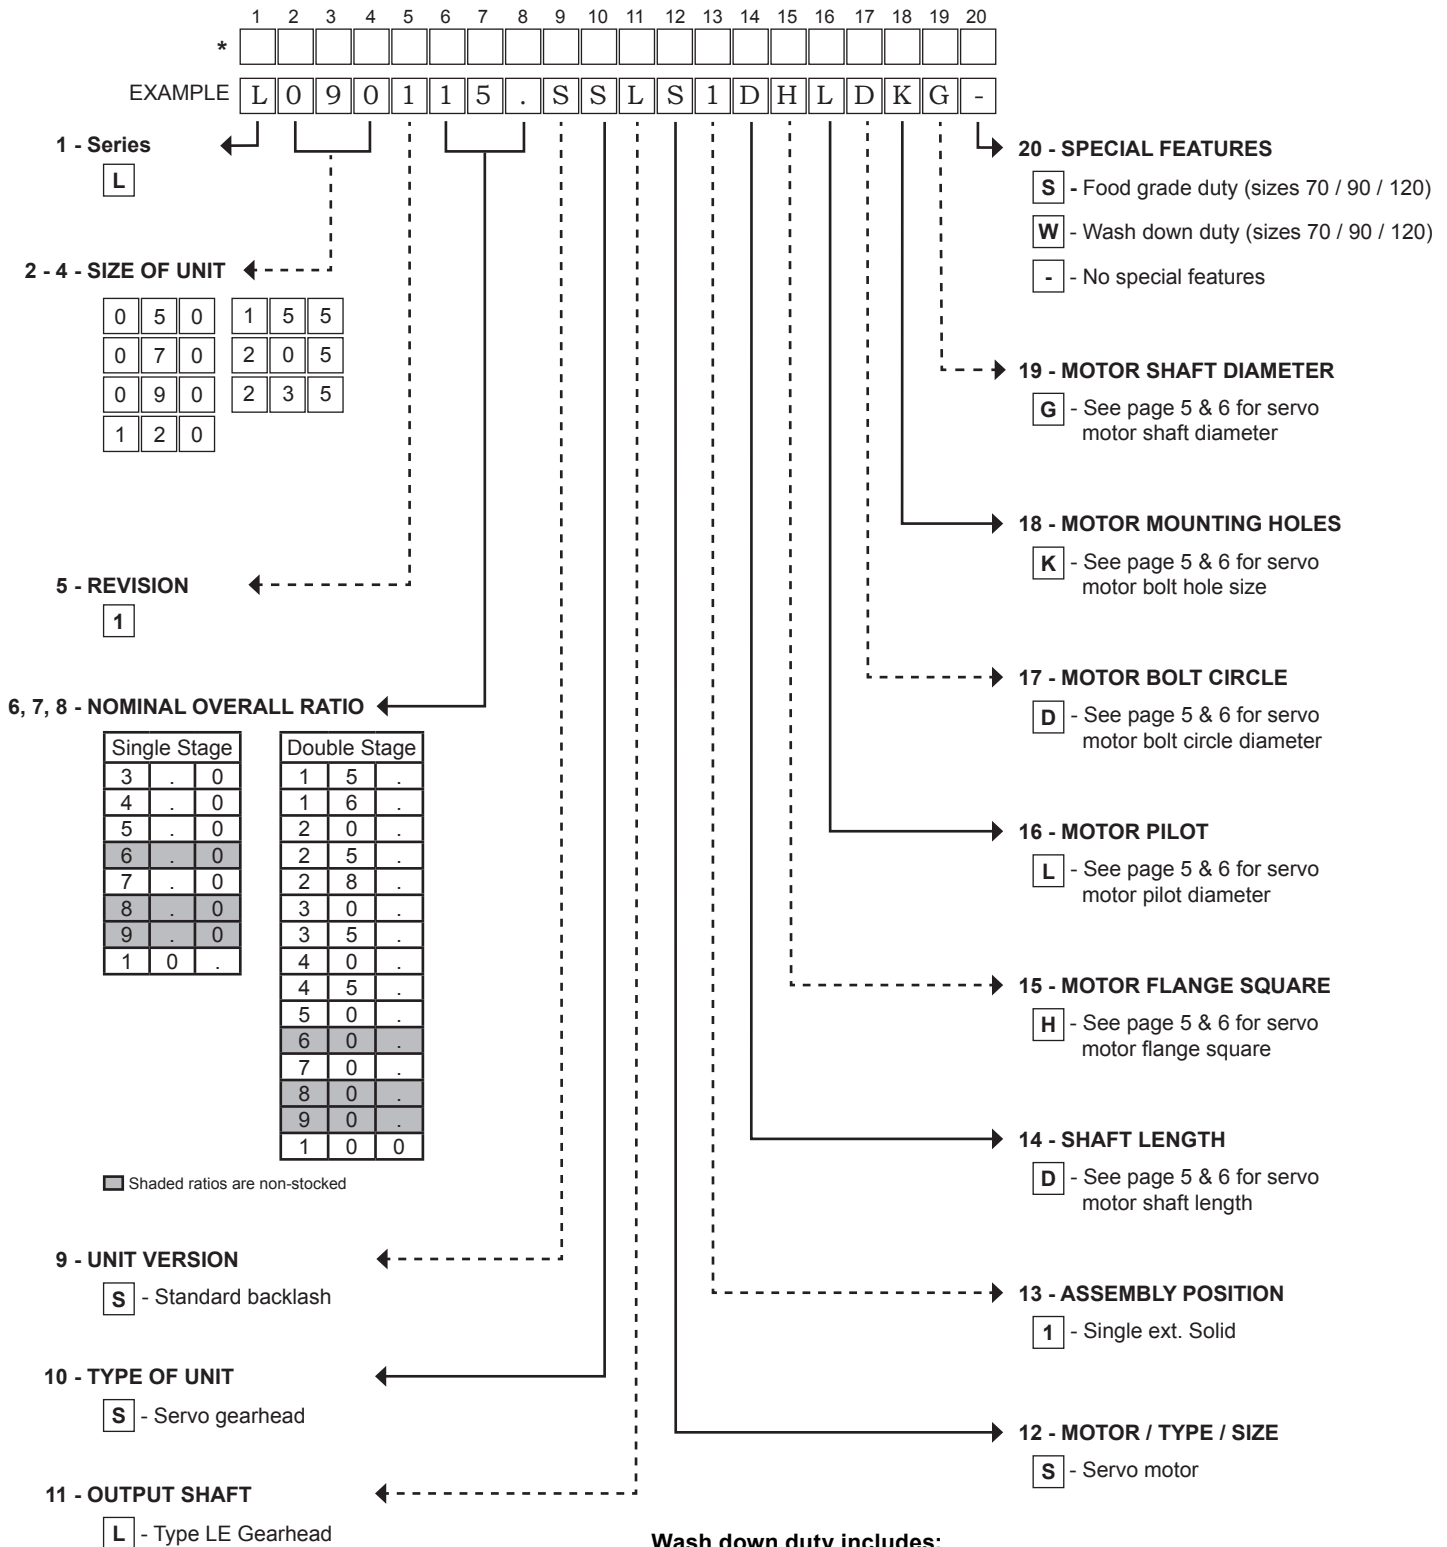 1 2 3 4 5 6 7 8 9 10 11 12 13 14 15 16 17 18 19 20
*
EXAMPLE L 0 9 0 1 1 5 . S S L S 1 D H L D K G -
1 - Series
L
2 - 4 - SIZE OF UNIT
0 5 0 1 5 5
0 7 0 2 0 5
0 9 0 2 3 5
1 2 0
5 - REVISION
1
6, 7, 8 - NOMINAL OVERALL RATIO
Single Stage
3 . 0
4 . 0
5 . 0
6 . 0
7 . 0
8 . 0
9 . 0
1 0 .
Double Stage
1 5 .
1 6 .
2 0 .
2 5 .
2 8 .
3 0 .
3 5 .
4 0 .
4 5 .
5 0 .
6 0 .
7 0 .
8 0 .
9 0 .
1 0 0
Shaded ratios are non-stocked
9 - UNIT VERSION
S - Standard backlash
10 - TYPE OF UNIT
S - Servo gearhead
11 - OUTPUT SHAFT
L - Type LE Gearhead
20 - SPECIAL FEATURES
S - Food grade duty (sizes 70 / 90 / 120)
W - Wash down duty (sizes 70 / 90 / 120)
- - No special features
19 - MOTOR SHAFT DIAMETER
G - See page 5 & 6 for servo
motor shaft diameter
18 - MOTOR MOUNTING HOLES
K - See page 5 & 6 for servo
motor bolt hole size
17 - MOTOR BOLT CIRCLE
D - See page 5 & 6 for servo
motor bolt circle diameter
16 - MOTOR PILOT
L - See page 5 & 6 for servo
motor pilot diameter
15 - MOTOR FLANGE SQUARE
H - See page 5 & 6 for servo
motor flange square
14 - SHAFT LENGTH
D - See page 5 & 6 for servo
motor shaft length
13 - ASSEMBLY POSITION
1 - Single ext. Solid
12 - MOTOR / TYPE / SIZE
S - Servo motor
Wash down duty includes: